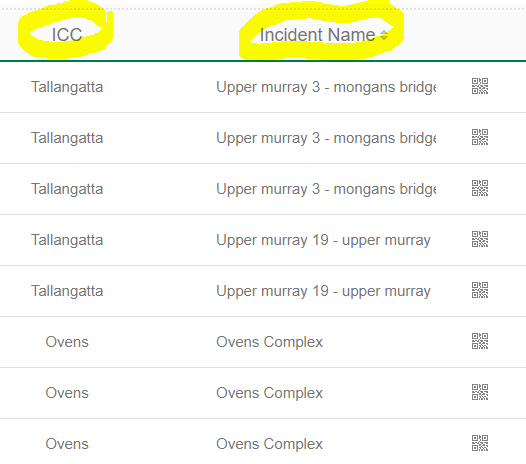 ICC Incident Name
Tallangatta Upper murray 3 - mongans bridge
Tallangatta Upper murray 3 - mongans bridge
Tallangatta Upper murray 3 - mongans bridge
Tallangatta Upper murray 19 - upper murray
Tallangatta Upper murray 19 - upper murray
Ovens Ovens Complex
Ovens Ovens Complex
Ovens Ovens Complex